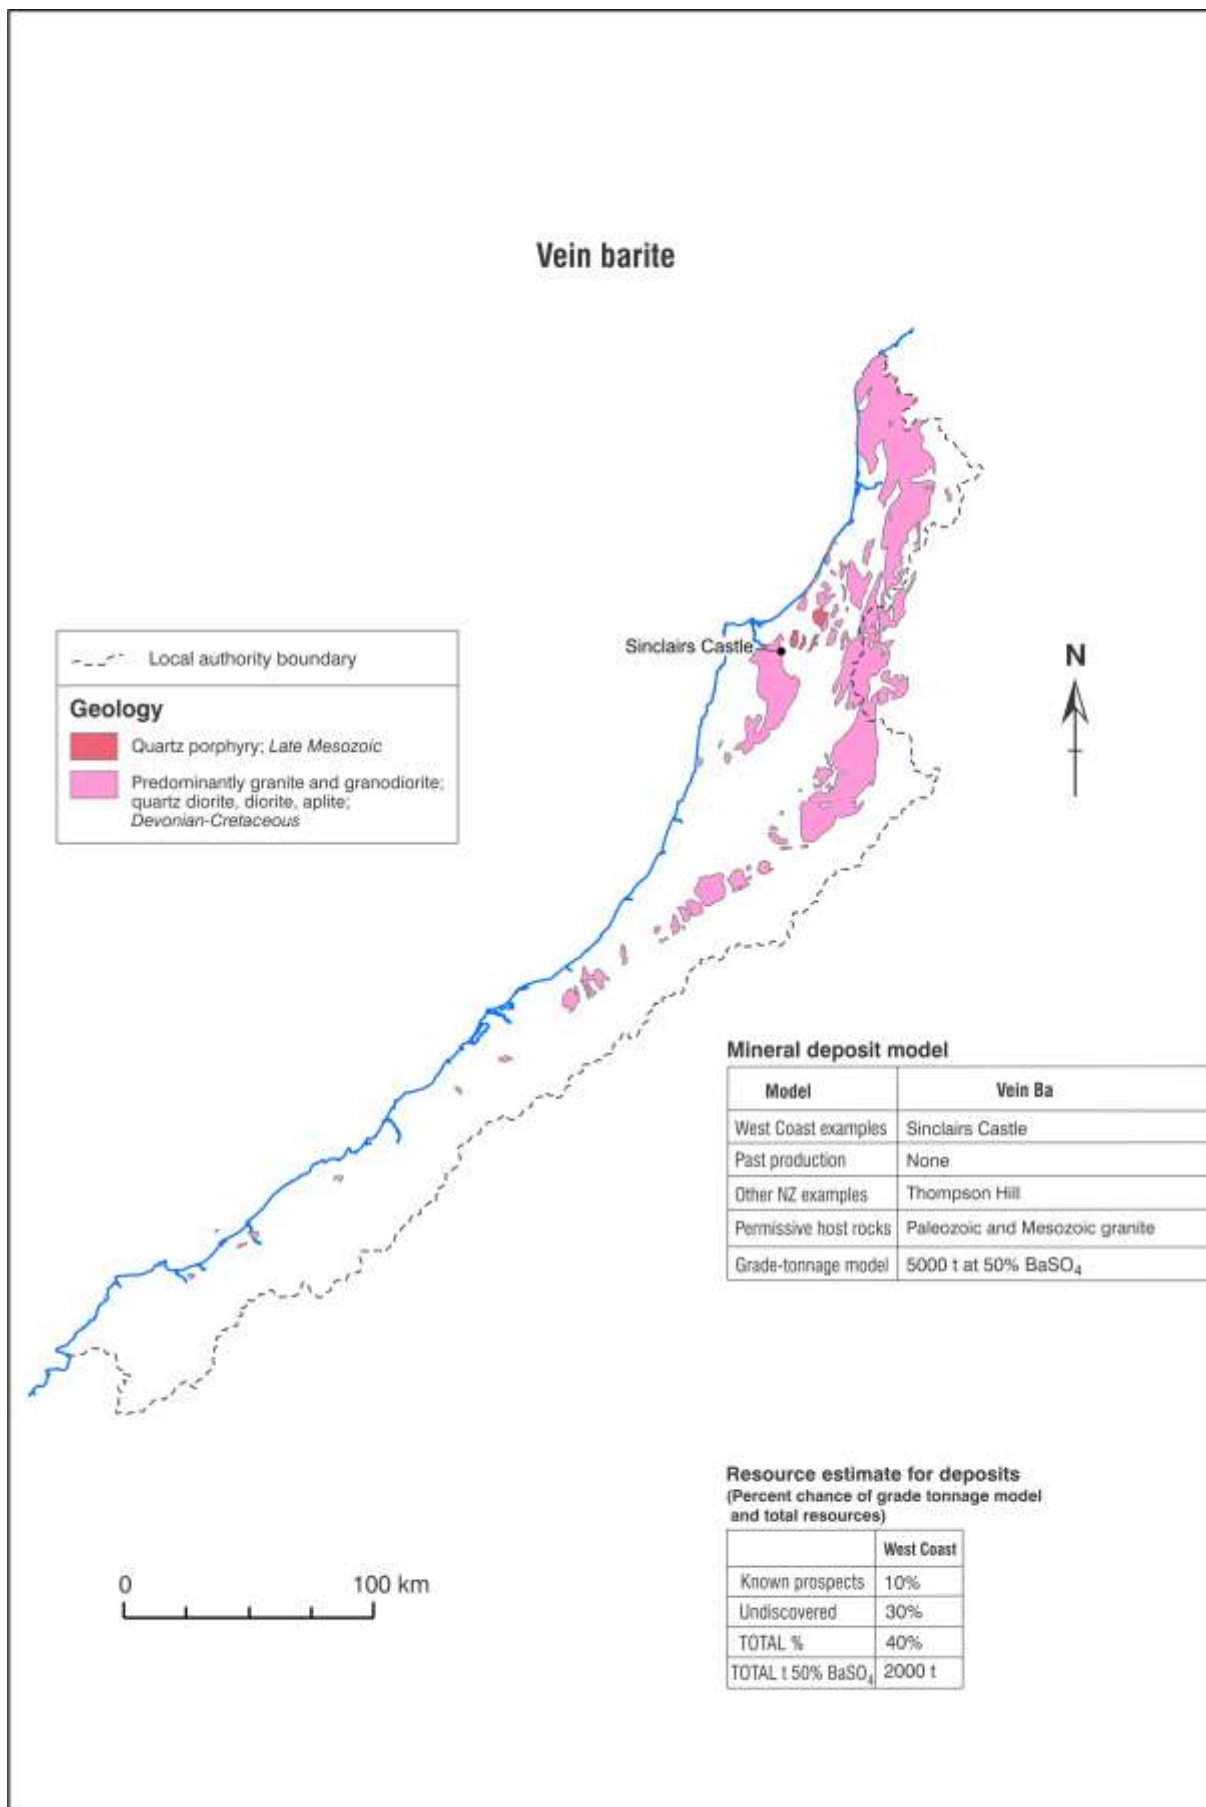 Vein barite
Sinclairs Castle
Local authority boundary
Geology
Quartz porphyry; Late Mesozoic
Predominantly granite and granodiorite;
quartz diorite, diorite, aplite;
Devonian-Cretaceous
N
Mineral deposit model
Model Vein Ba
West Coast examples Sinclairs Castle
Past production None
Other NZ examples Thompson Hill
Permissive host rocks Paleozoic and Mesozoic granite
Grade-tonnage model 5000 t at 50% BaSO₄
Resource estimate for deposits
(Percent chance of grade tonnage model
and total resources)
West Coast
Known prospects 10%
Undiscovered 30%
TOTAL % 40%
TOTAL t 50% BaSO₄ 2000 t
0 100 km